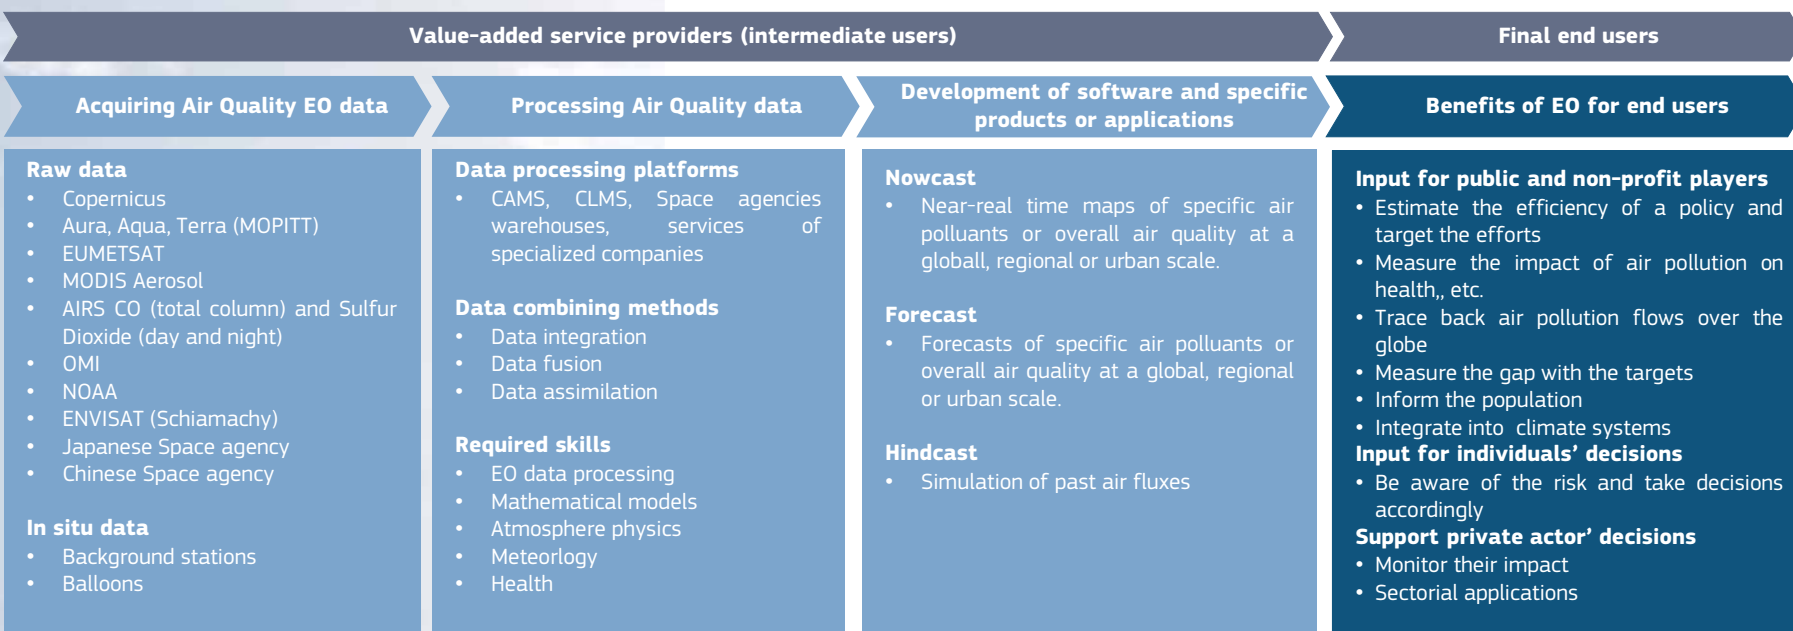 Value-added service providers (intermediate users)
Final end users
Acquiring Air Quality EO data
Processing Air Quality data
Development of software and specific
products or applications
Benefits of EO for end users
Raw data
• Copernicus
• Aura, Aqua, Terra (MOPITT)
• EUMETSAT
• MODIS Aerosol
• AIRS CO (total column) and Sulfur
Dioxide (day and night)
• OMI
• NOAA
• ENVISAT (Schiamachy)
• Japanese Space agency
• Chinese Space agency
In situ data
• Background stations
• Balloons
Data processing platforms
• CAMS, CLMS, Space agencies
warehouses, services of
specialized companies
Data combining methods
• Data integration
• Data fusion
• Data assimilation
Required skills
• EO data processing
• Mathematical models
• Atmosphere physics
• Meteorlogy
• Health
Nowcast
• Near-real time maps of specific air
polluants or overall air quality at a
globall, regional or urban scale.
Forecast
• Forecasts of specific air polluants or
overall air quality at a global, regional
or urban scale.
Hindcast
• Simulation of past air fluxes
Input for public and non-profit players
• Estimate the efficiency of a policy and
target the efforts
• Measure the impact of air pollution on
health,, etc.
• Trace back air pollution flows over the
globe
• Measure the gap with the targets
• Inform the population
• Integrate into climate systems
Input for individuals' decisions
• Be aware of the risk and take decisions
accordingly
Support private actor' decisions
• Monitor their impact
• Sectorial applications